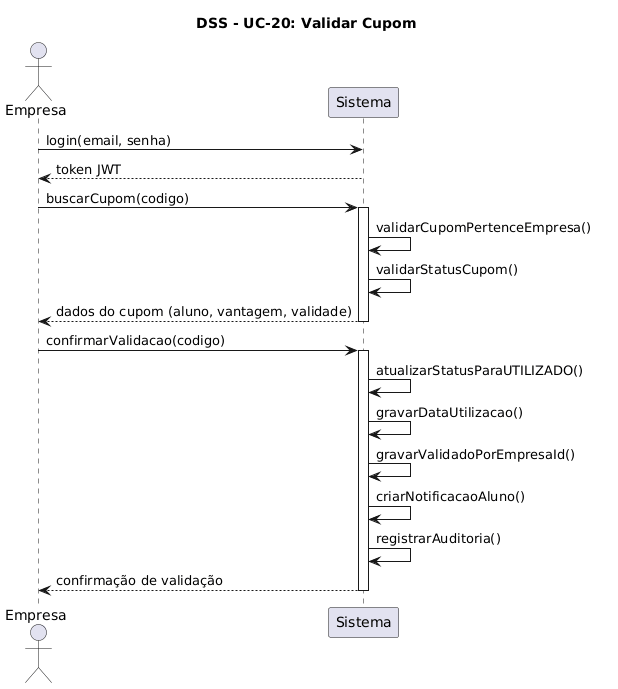 DSS - UC-20: Validar Cupom
Empresa
Sistema
login(email, senha)
token JWT
buscarCupom(codigo)
validarCupomPertenceEmpresa()
validarStatusCupom()
dados do cupom (aluno, vantagem, validade)
confirmarValidacao(codigo)
atualizarStatusParaUTILIZADO()
gravarDataUtilizacao()
gravarValidadoPorEmpresaId()
criarNotificacaoAluno()
registrarAuditoria()
confirmação de validação
Empresa
Sistema